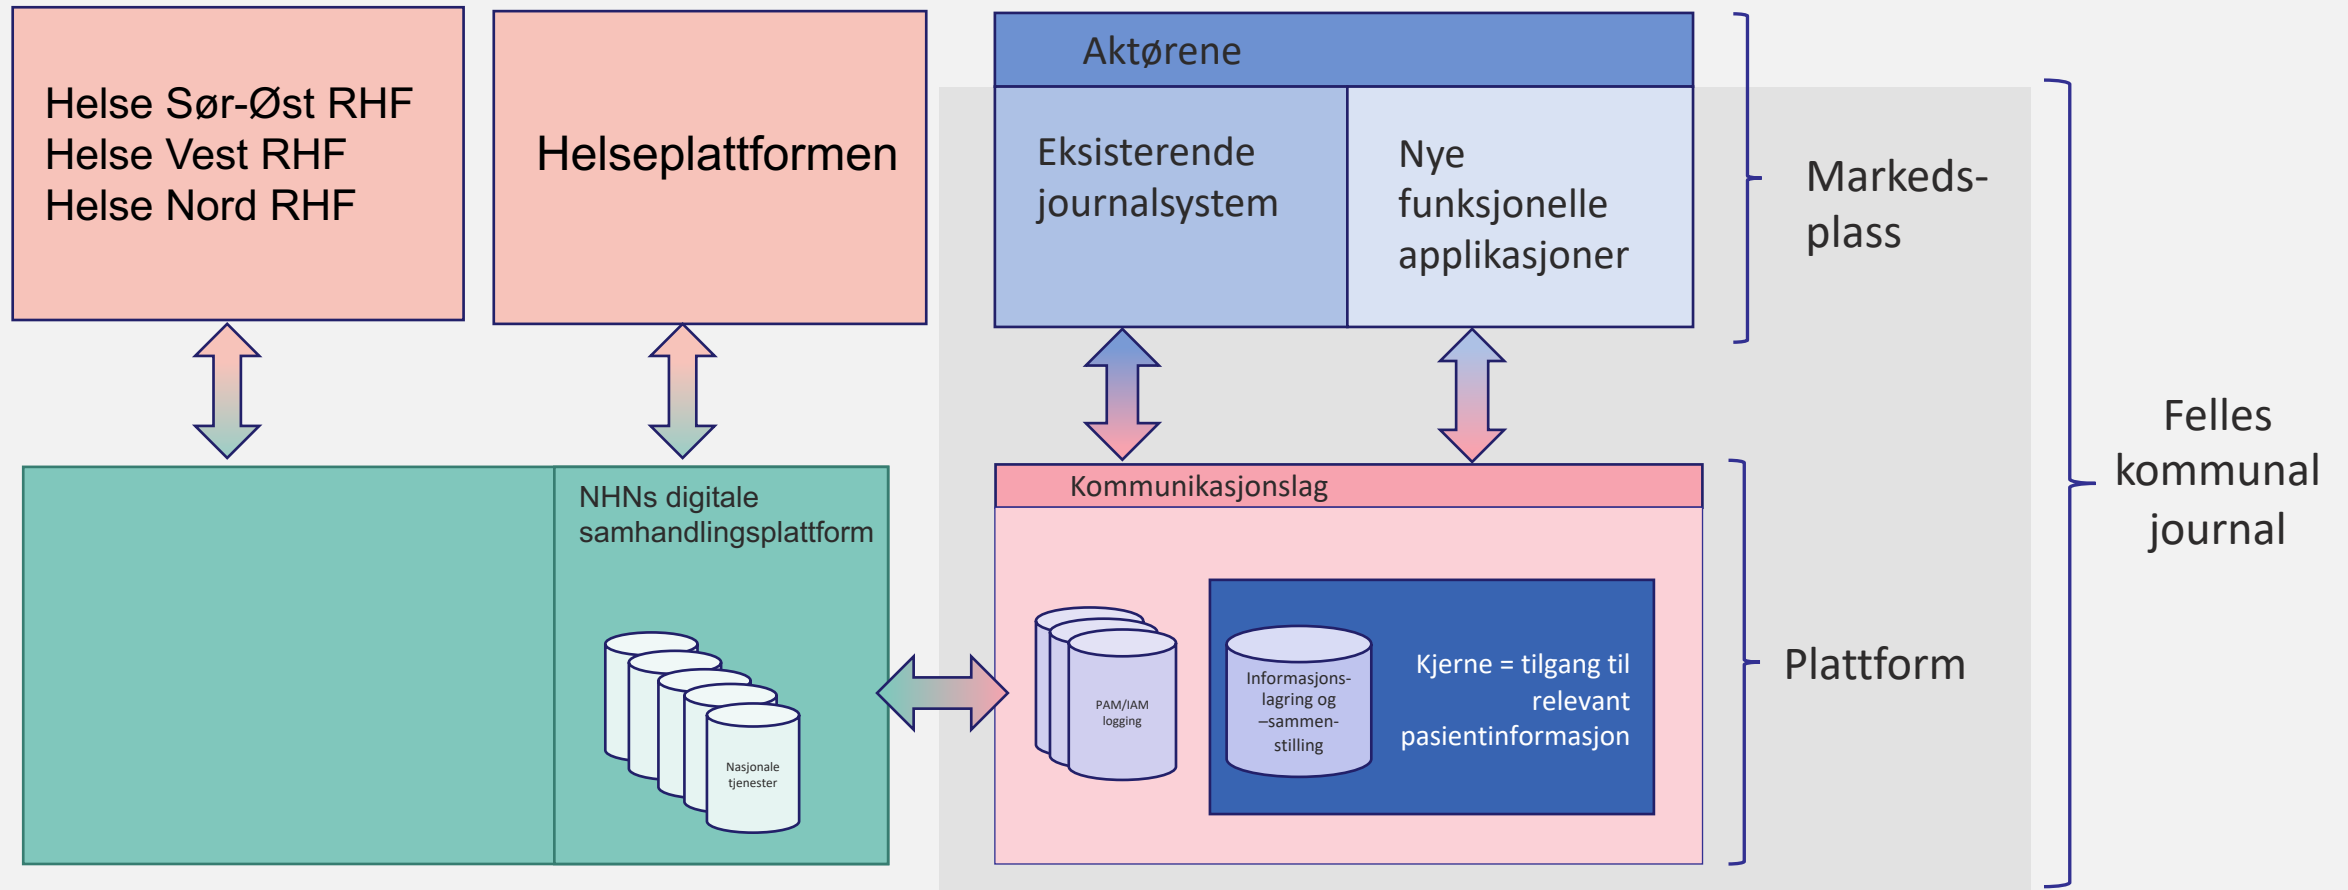 Helse Sør-Øst RHF
Helse Vest RHF
Helse Nord RHF
Helseplattformen
Aktørene
Eksisterende
journalsystem
Nye
funksjonelle
applikasjoner
Markeds-
plass
Felles
kommunal
journal
NHNs digitale
samhandlingsplattform
Nasjonale
tjenester
Kommunikasjonslag
PAM/IAM
logging
Informasjons-
lagring og
–sammen-
stilling
Kjerne = tilgang til
relevant
pasientinformasjon
Plattform